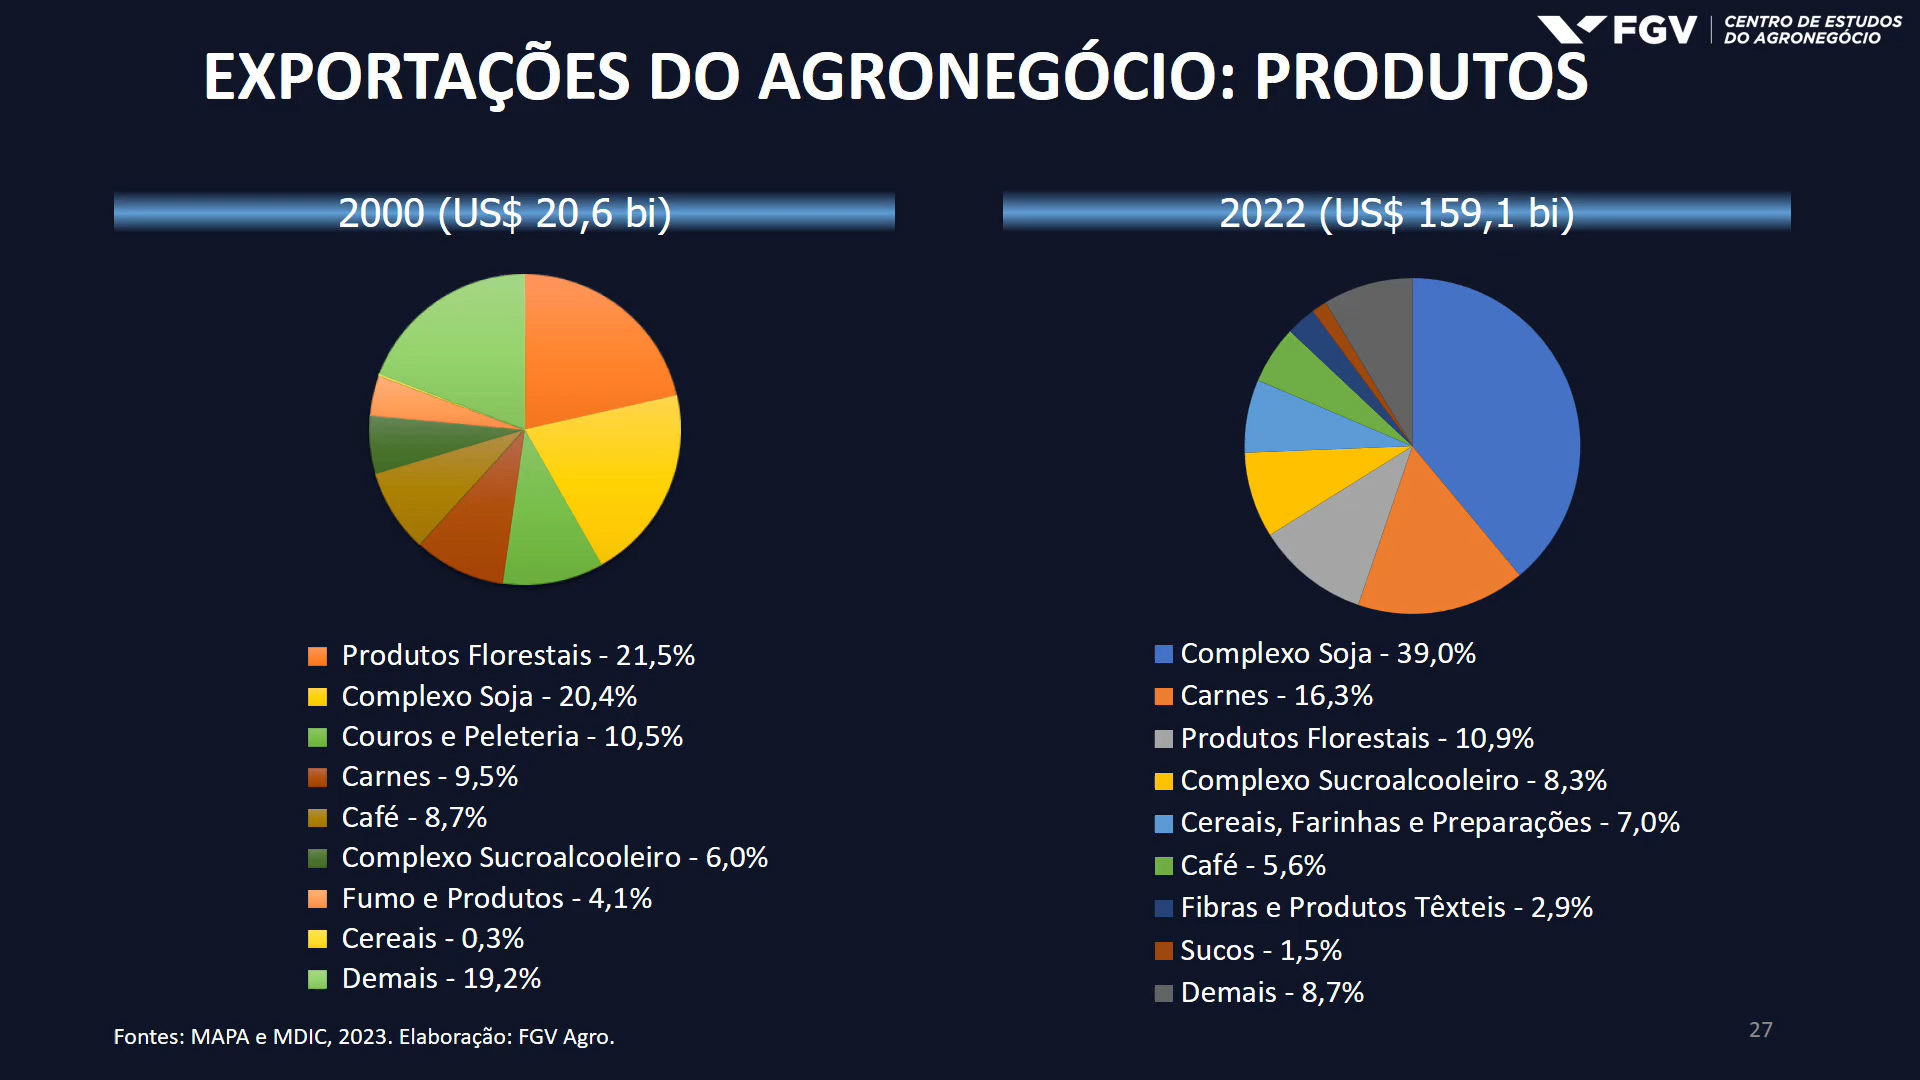 FGV
CENTRO DE ESTUDOS
DO AGRONEGÓCIO
EXPORTAÇÕES DO AGRONEGÓCIO: PRODUTOS
2000 (US$ 20,6 bi)
Produtos Florestais - 21,5%
Complexo Soja - 20,4%
Couros e Peleteria - 10,5%
Carnes - 9,5%
Café - 8,7%
Complexo Sucroalcooleiro - 6,0%
Fumo e Produtos - 4,1%
Cereais - 0,3%
Demais - 19,2%
2022 (US$ 159,1 bi)
Complexo Soja - 39,0%
Carnes - 16,3%
Produtos Florestais - 10,9%
Complexo Sucroalcooleiro - 8,3%
Cereais, Farinhas e Preparações - 7,0%
Café - 5,6%
Fibras e Produtos Têxteis - 2,9%
Sucos - 1,5%
Demais - 8,7%
Fontes: MAPA e MDIC, 2023. Elaboração: FGV Agro.
27